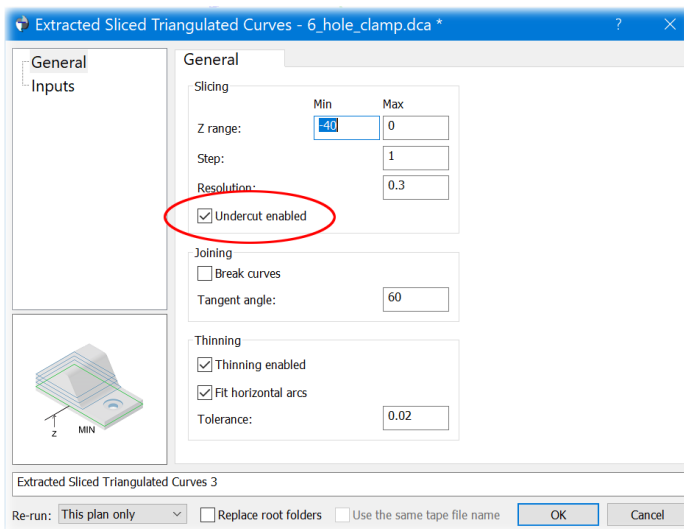 Extracted Sliced Triangulated Curves - 6_hole_clamp.dca *
General
Inputs
General
Slicing
Min Max
Z range: -40 0
Step: 1
Resolution: 0.3
Undercut enabled
Joining
Break curves
Tangent angle: 60
Thinning
Thinning enabled
Fit horizontal arcs
Tolerance: 0.02
Z MIN
Extracted Sliced Triangulated Curves 3
Re-run: This plan only Replace root folders Use the same tape file name OK Cancel